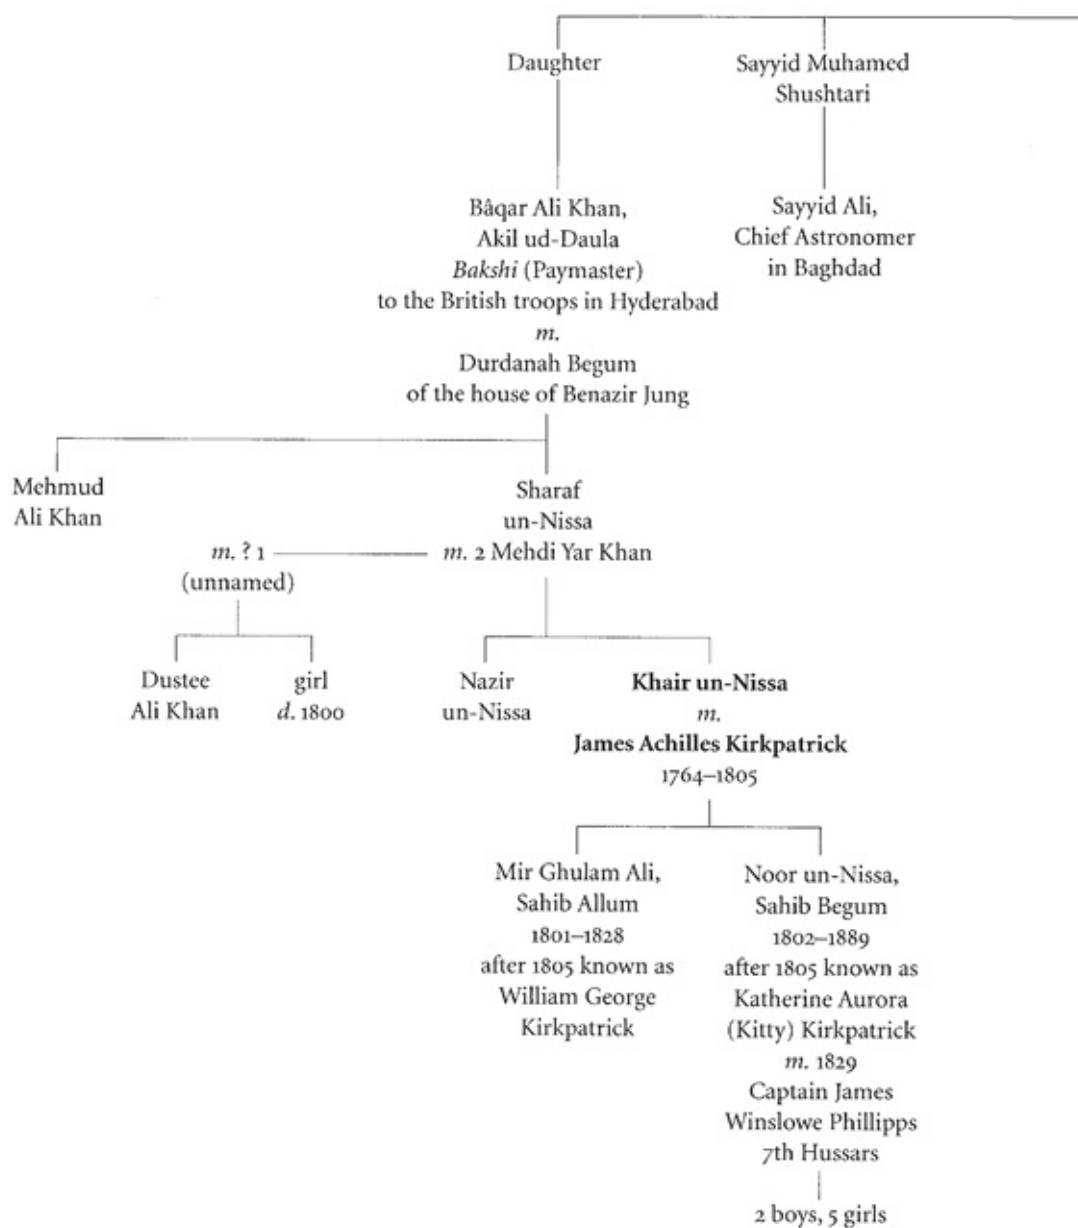 Daughter
Sayyid Muhamed
Shushtari
Bâqar Ali Khan,
Akil ud-Daula
Bakshi (Paymaster)
to the British troops in Hyderabad
m.
Durdanah Begum
of the house of Benazir Jung
Sayyid Ali,
Chief Astronomer
in Baghdad
Mehmud
Ali Khan
Sharaf
un-Nissa
m. ? 1
(unnamed)
m. 2 Mehdi Yar Khan
Dustee
Ali Khan
girl
d. 1800
Nazir
un-Nissa
Khair un-Nissa
m.
James Achilles Kirkpatrick
1764–1805
Mir Ghulam Ali,
Sahib Allum
1801–1828
after 1805 known as
William George
Kirkpatrick
Noor un-Nissa,
Sahib Begum
1802–1889
after 1805 known as
Katherine Aurora
(Kitty) Kirkpatrick
m. 1829
Captain James
Winslowe Phillipps
7th Hussars
2 boys, 5 girls